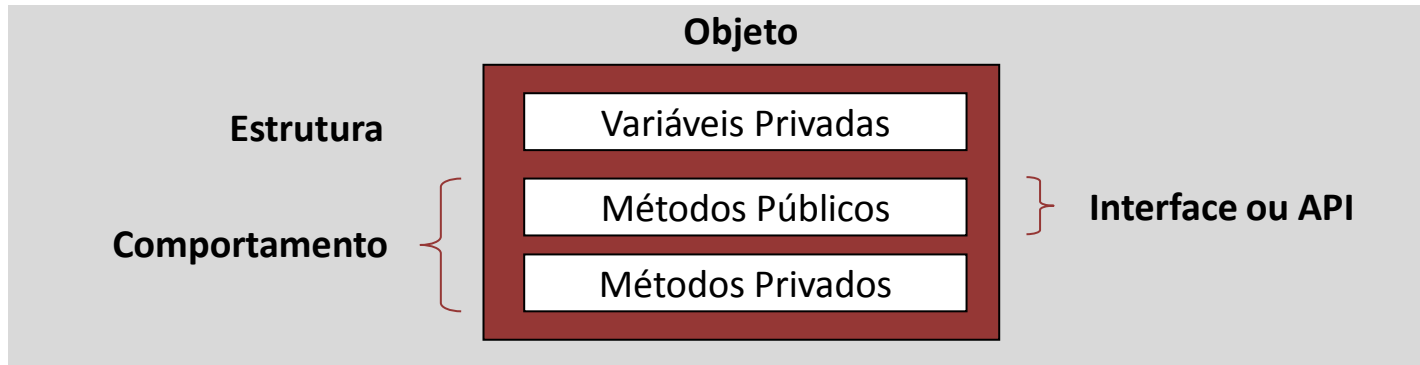 Objeto
Estrutura
Variáveis Privadas
Métodos Públicos
Interface ou API
Comportamento
Métodos Privados